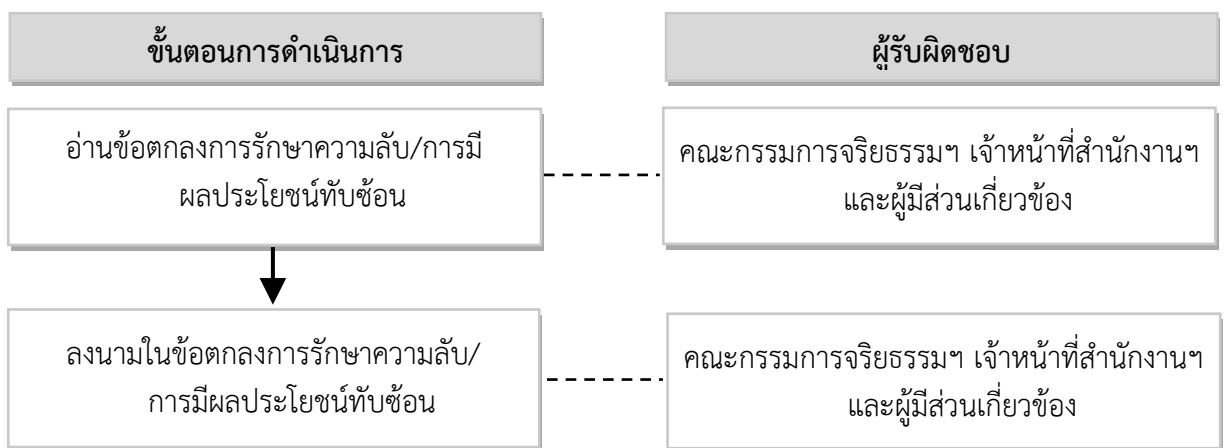 ขั้นตอนการดำเนินการ
ผู้รับผิดชอบ
อ่านข้อตกลงการรักษาความลับ/การมี
ผลประโยชน์ทับซ้อน
คณะกรรมการจริยธรรมฯ เจ้าหน้าที่สำนักงานฯ
และผู้มีส่วนเกี่ยวข้อง
ลงนามในข้อตกลงการรักษาความลับ/
การมีผลประโยชน์ทับซ้อน
คณะกรรมการจริยธรรมฯ เจ้าหน้าที่สำนักงานฯ
และผู้มีส่วนเกี่ยวข้อง